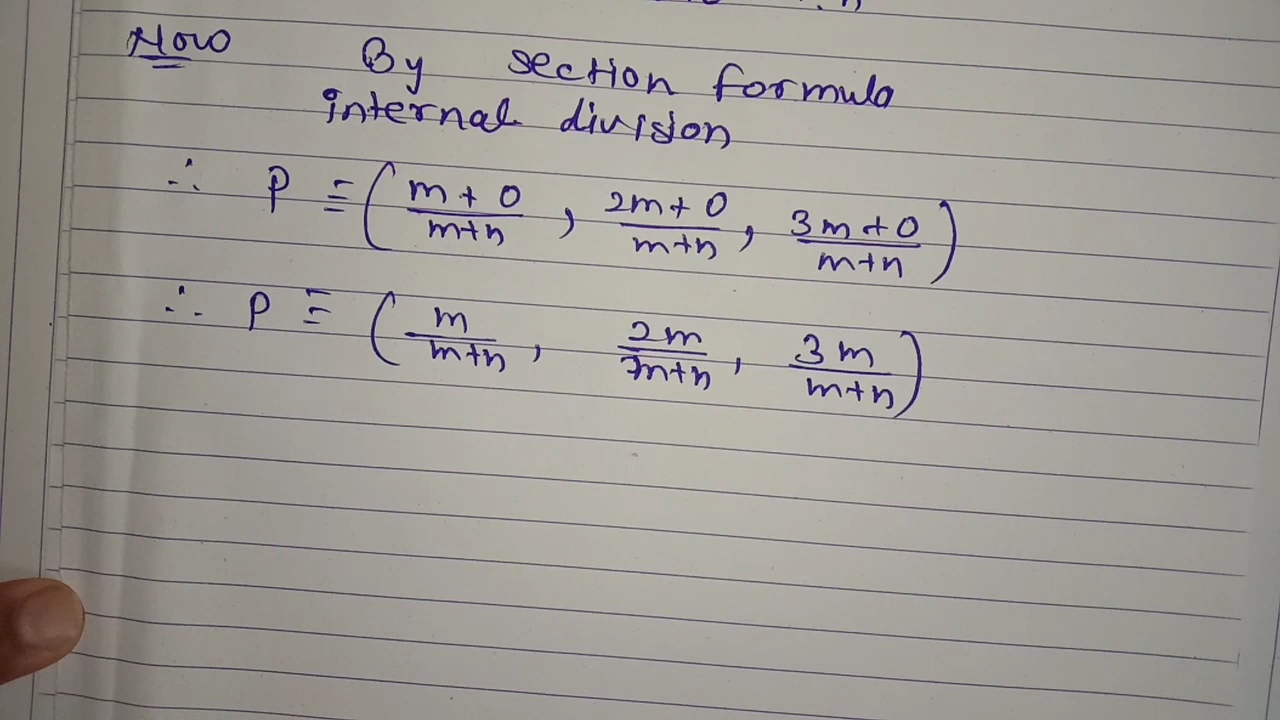 Now By section formula
internal division
∴ P ≡ (m + 0 / m+n , 2m + 0 / m+n , 3m + 0 / m+n)
∴ P ≡ (m / m+n , 2m / m+n , 3m / m+n)